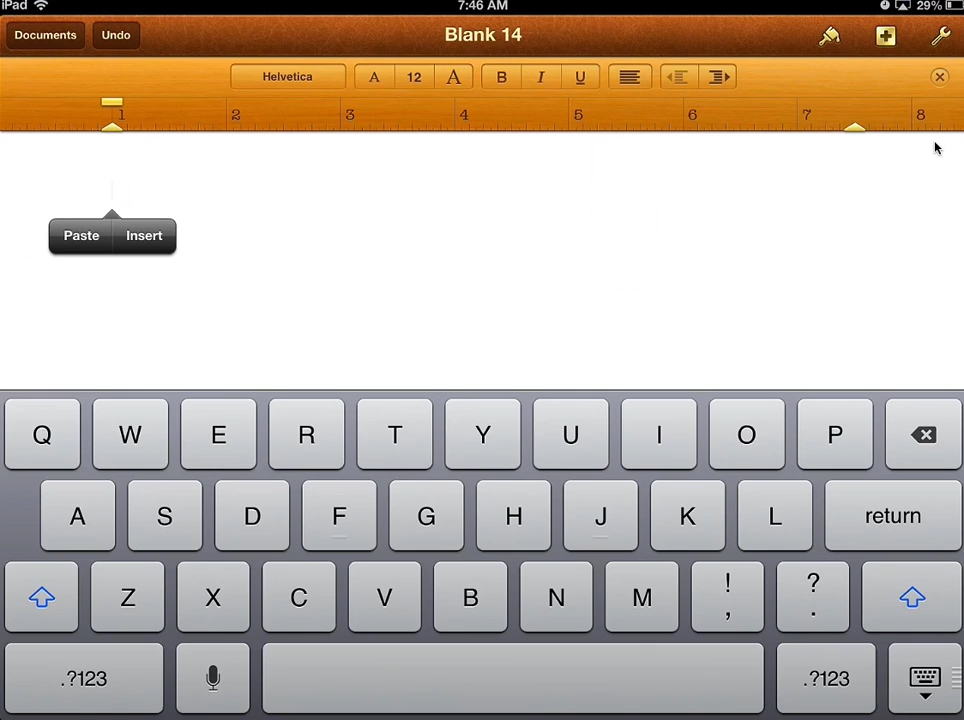 iPad 7:46 AM 29%
Documents Undo Blank 14
Helvetica A 12 A B I U
1 2 3 4 5 6 7 8
Paste Insert
Q W E R T Y U I O P
A S D F G H J K L return
Z X C V B N M ! , ? .
.?123 .?123